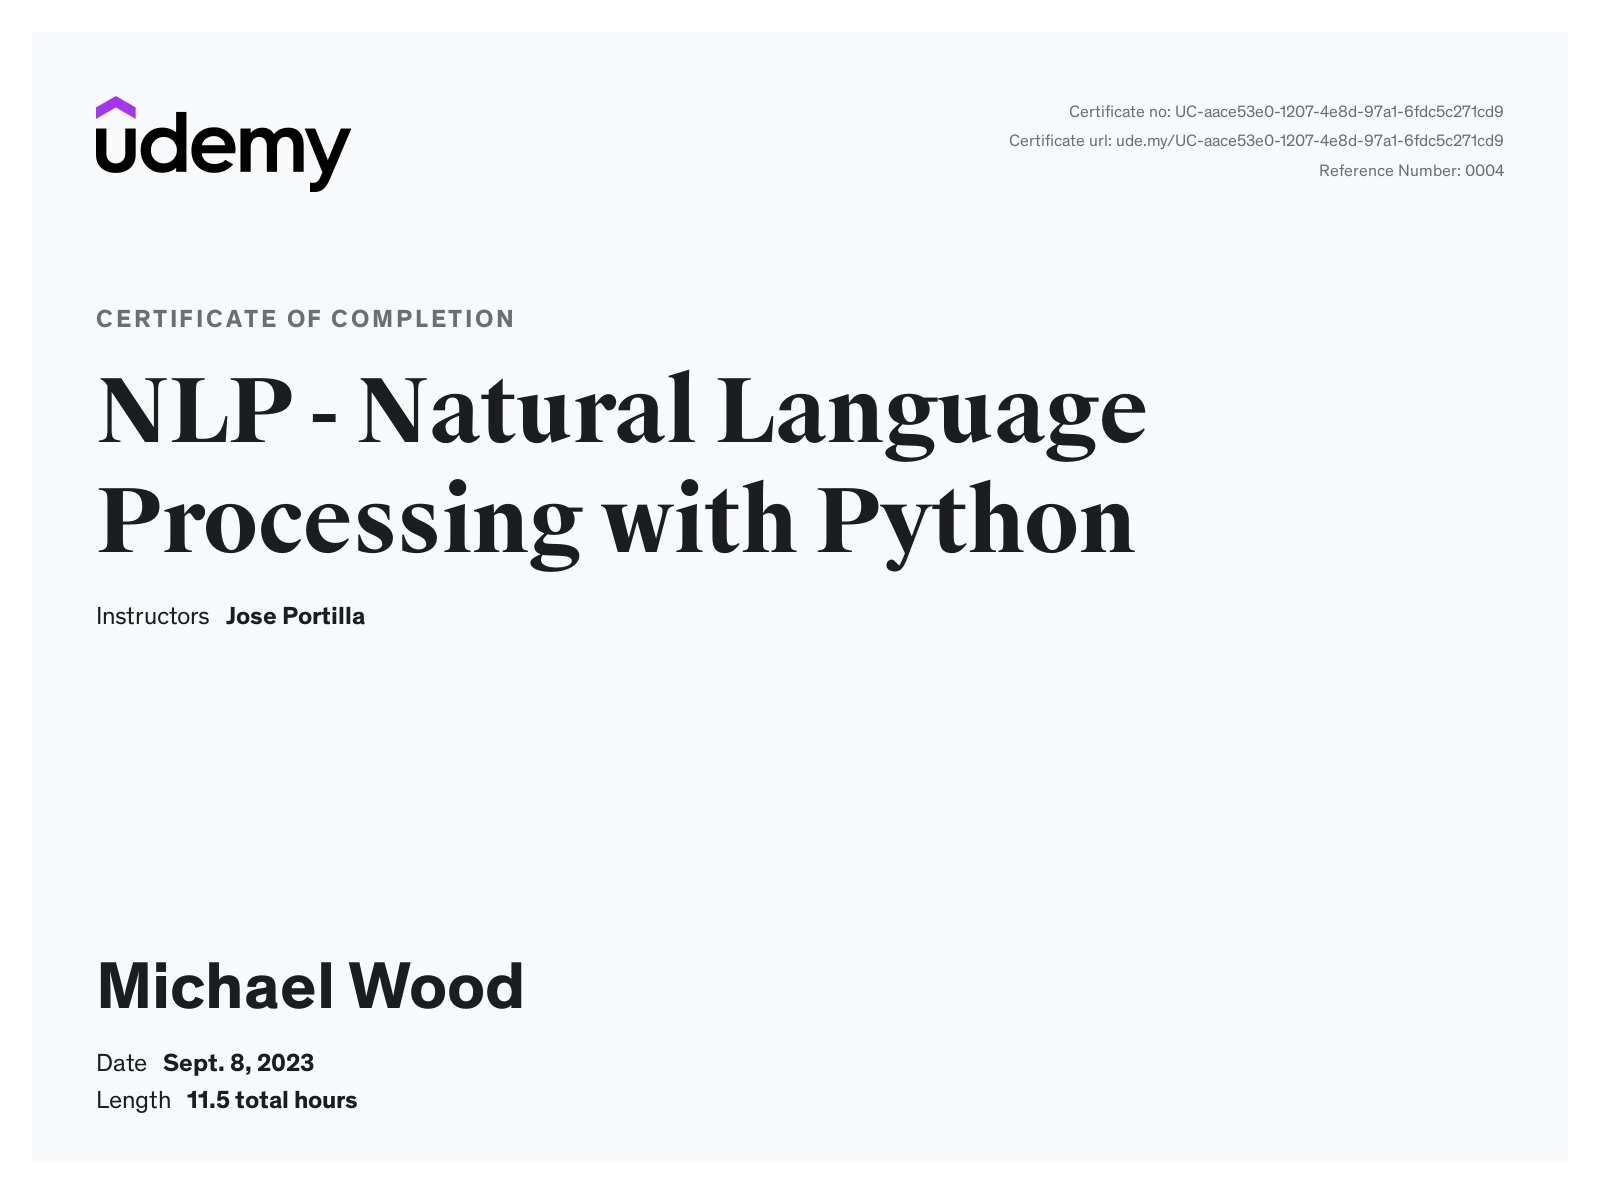 udemy
Certificate no: UC-aace53e0-1207-4e8d-97a1-6fdc5c271cd9
Certificate url: ude.my/UC-aace53e0-1207-4e8d-97a1-6fdc5c271cd9
Reference Number: 0004
CERTIFICATE OF COMPLETION
NLP - Natural Language
Processing with Python
Instructors Jose Portilla
Michael Wood
Date Sept. 8, 2023
Length 11.5 total hours